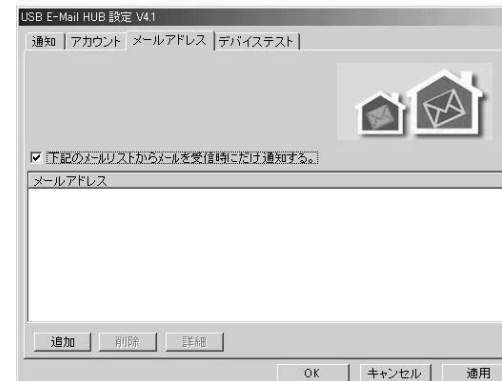 USB E-Mail HUB 設定 V4.1
通知 アカウント メールアドレス デバイステスト
下記のメールリストからメールを受信時にだけ通知する。
メールアドレス
追加 削除 詳細
OK キャンセル 適用